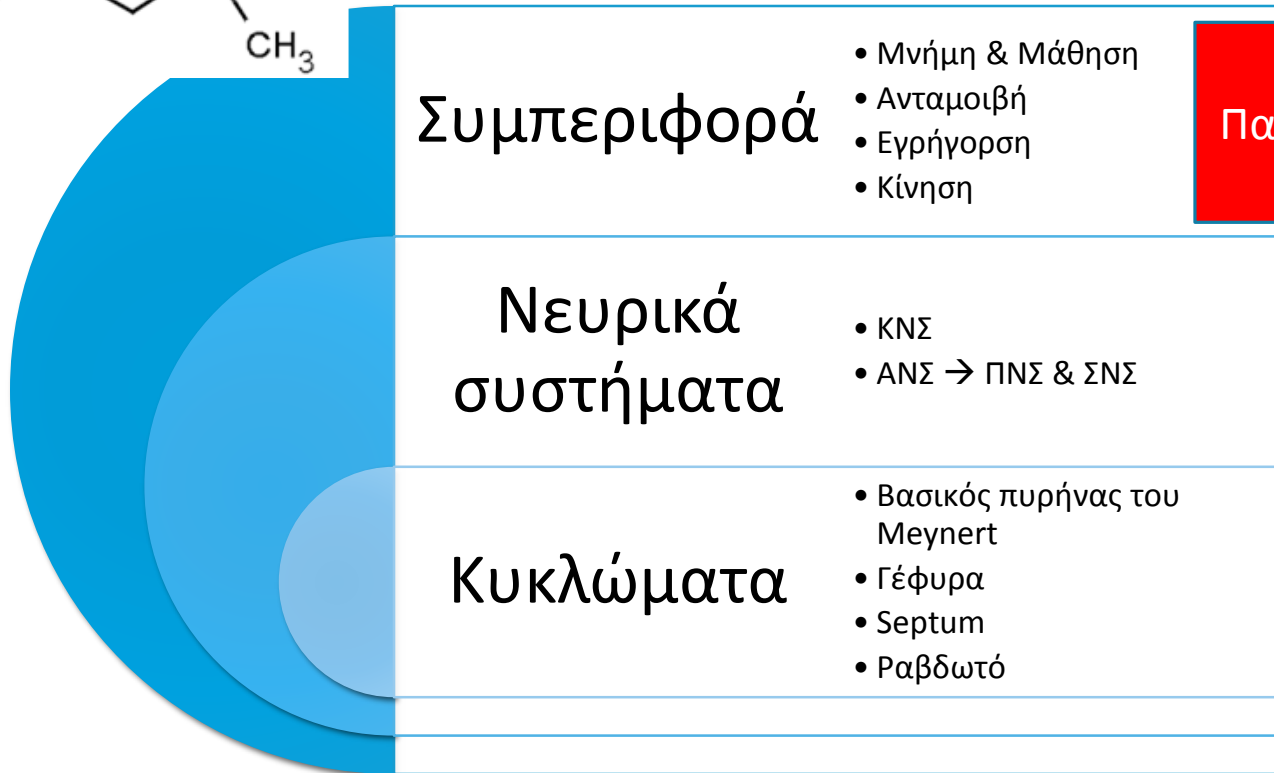 CH3
Συμπεριφορά
• Μνήμη & Μάθηση
• Ανταμοιβή
• Εγρήγορση
• Κίνηση
Πα
Νευρικά
συστήματα
• ΚΝΣ
• ΑΝΣ → ΠΝΣ & ΣΝΣ
Κυκλώματα
• Βασικός πυρήνας του
Meynert
• Γέφυρα
• Septum
• Ραβδωτό